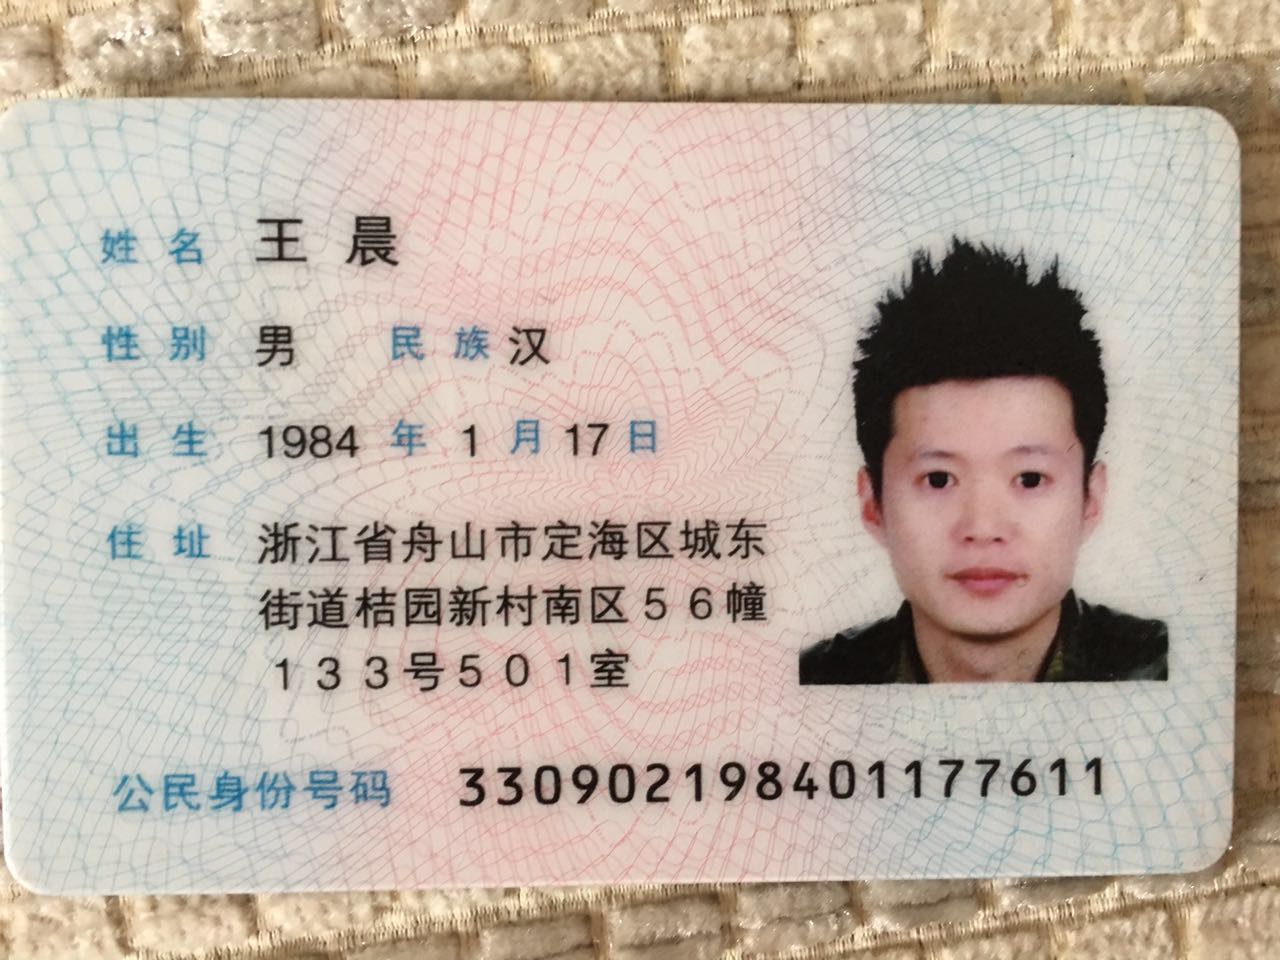 姓名 王晨
性别 男 民族 汉
出生 1984 年 1 月 17 日
住址 浙江省舟山市定海区城东
街道桔园新村南区５６幢
１３３号５０１室
公民身份号码 330902198401177611